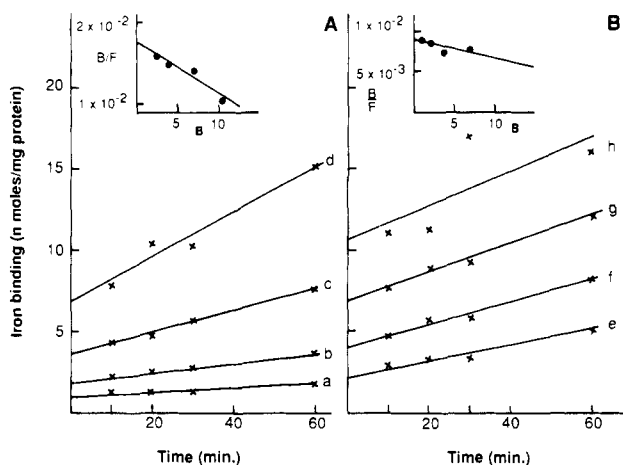 A
2 × 10⁻²
B/F
1 × 10⁻²
5
10
B
20
15
10
5
d
c
b
a
20
40
60
Time (min.)
Iron binding (n moles/mg protein)
B
1 × 10⁻²
5 × 10⁻³
B
F
5
10
B
h
g
f
e
20
40
60
Time (min.)